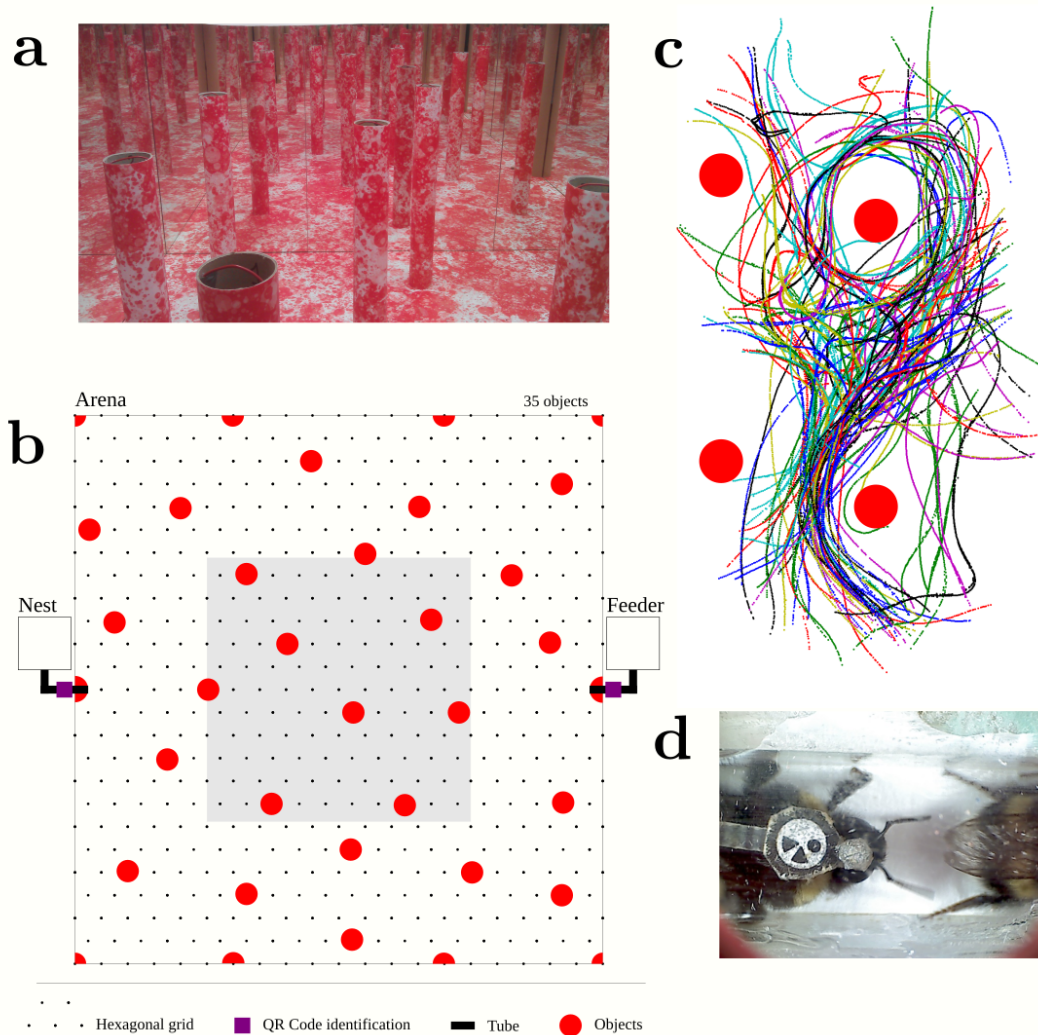 a
c
Arena
35 objects
b
Nest
Feeder
d
Hexagonal grid
QR Code identification
Tube
Objects